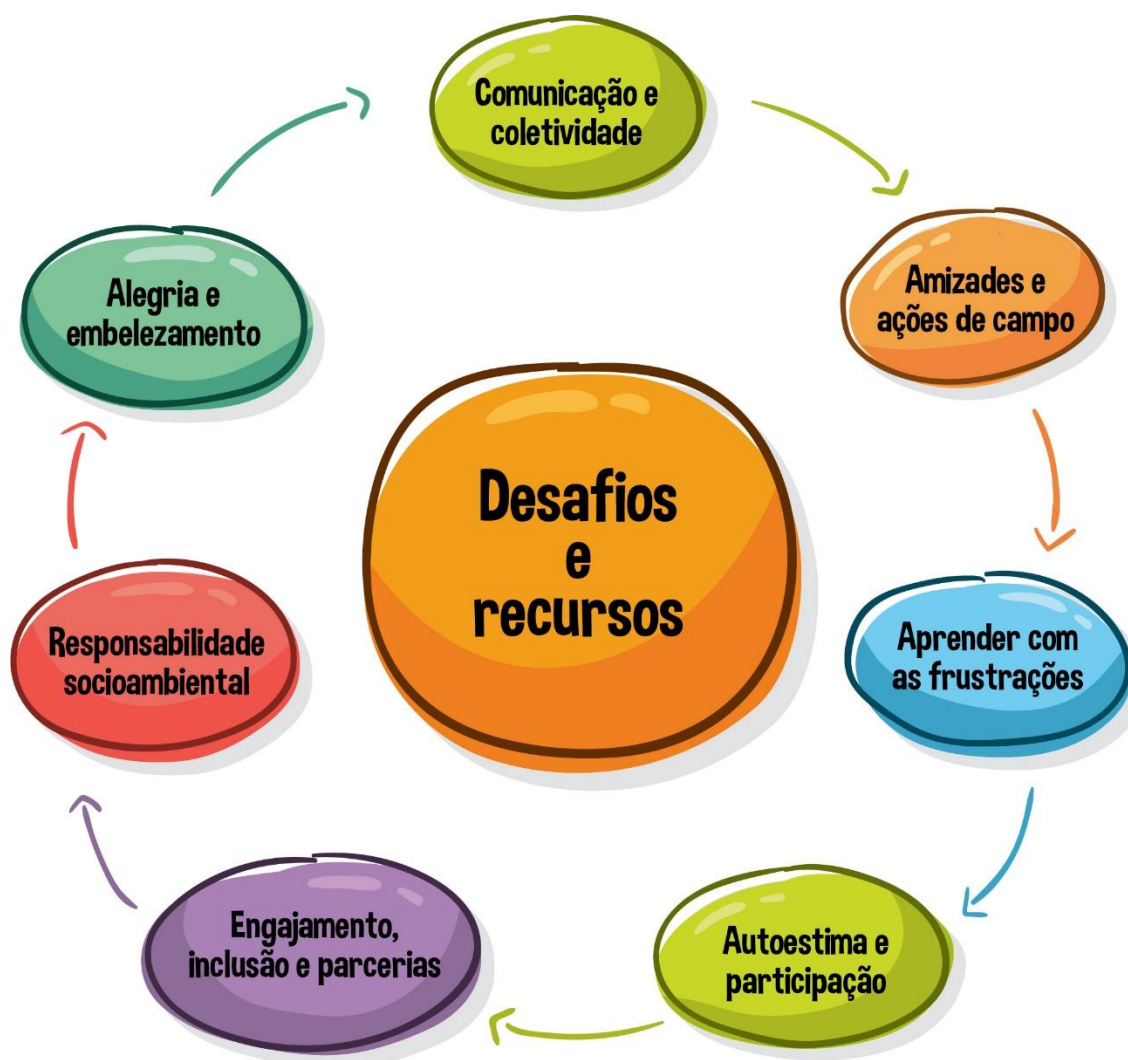 Comunicação e
coletividade
Amizades e
ações de campo
Aprender com
as frustrações
Autoestima e
participação
Engajamento,
inclusão e parcerias
Responsabilidade
socioambiental
Alegria e
embelezamento
Desafios
e
recursos